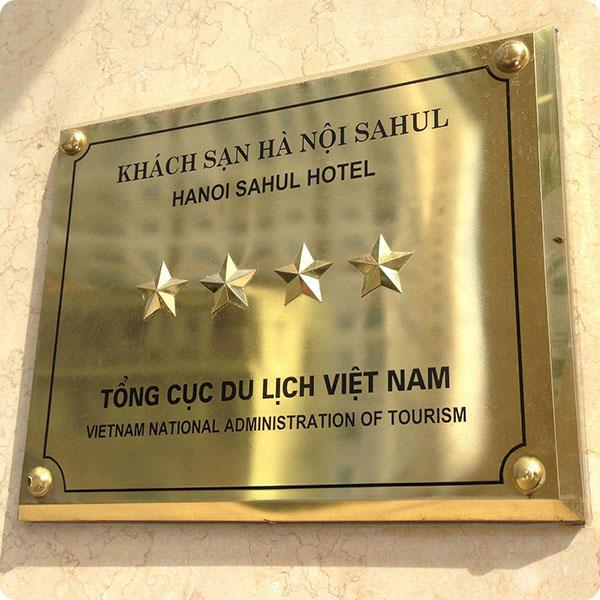 KHÁCH SẠN HÀ NỘI SAHUL
HANOI SAHUL HOTEL
TỔNG CỤC DU LỊCH VIỆT NAM
VIETNAM NATIONAL ADMINISTRATION OF TOURISM